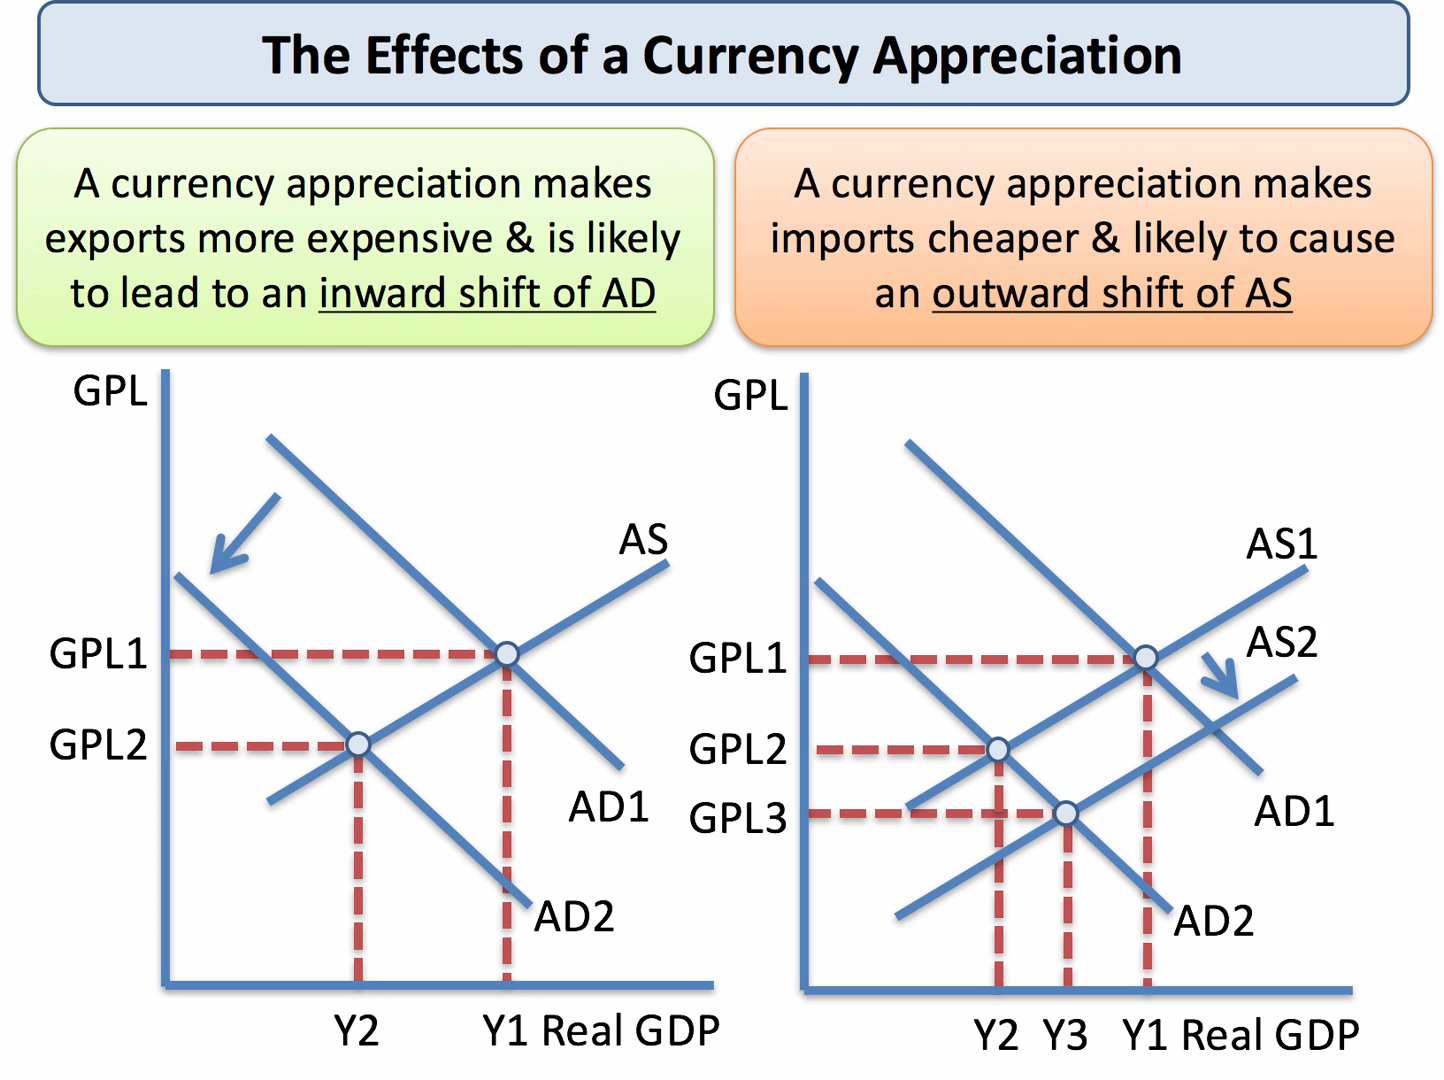 The Effects of a Currency Appreciation
A currency appreciation makes
exports more expensive & is likely
to lead to an inward shift of AD
A currency appreciation makes
imports cheaper & likely to cause
an outward shift of AS
GPL
AS
GPL1
GPL2
AD1
AD2
Y2
Y1 Real GDP
GPL
AS1
AS2
GPL1
GPL2
GPL3
AD1
AD2
Y2 Y3 Y1 Real GDP